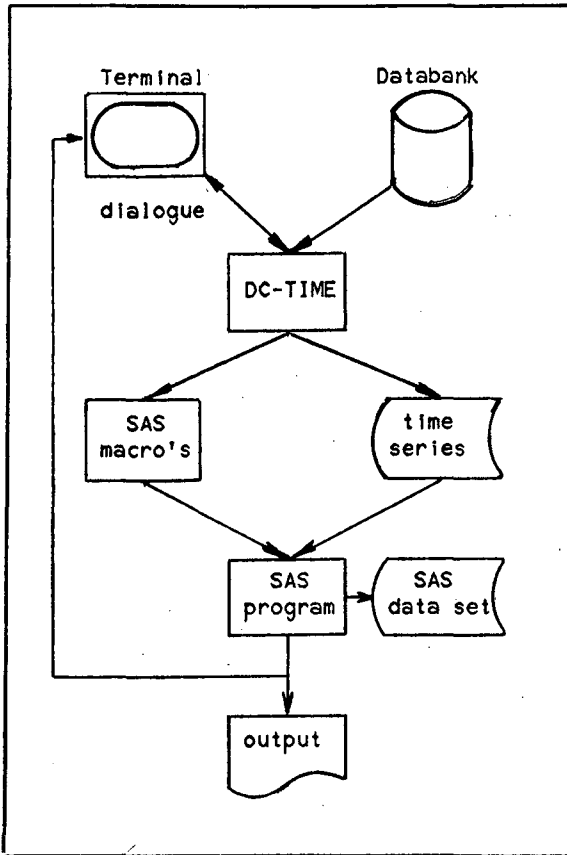 Terminal
Databank
dialogue
DC-TIME
SAS
macro's
time
series
SAS
program
SAS
data set
output